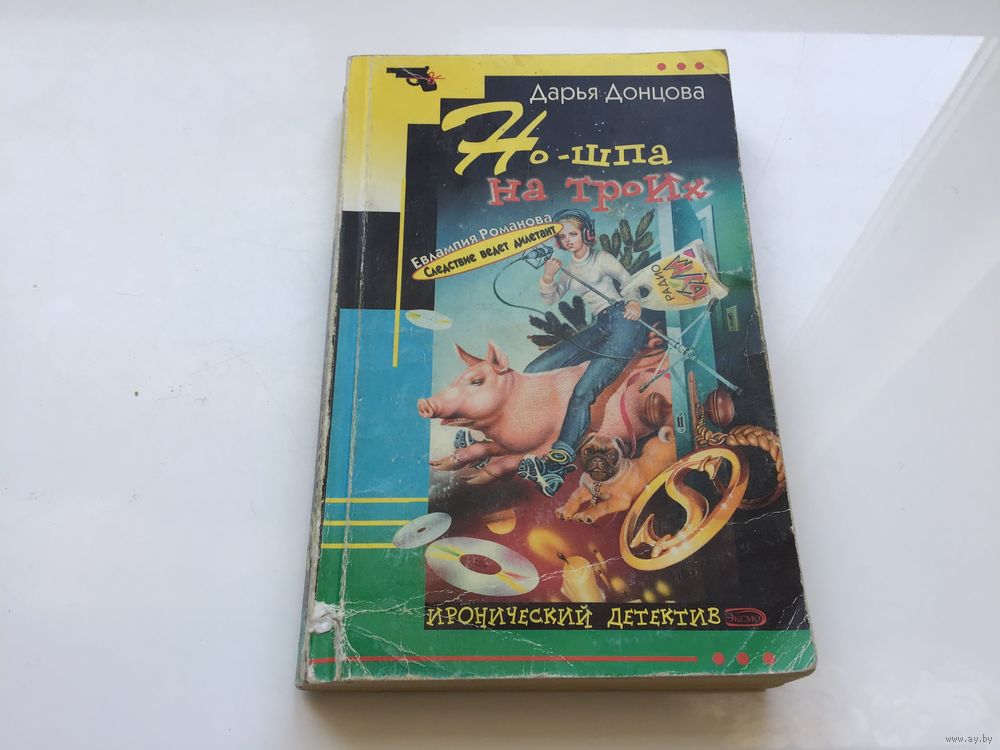 Дарья Донцова
Но-шпа
на троих
Евлампия Романова
Следствие ведет дилетант
РАДИО
ИРОНИЧЕСКИЙ ДЕТЕКТИВ
ЭКСМО
www.ay.by